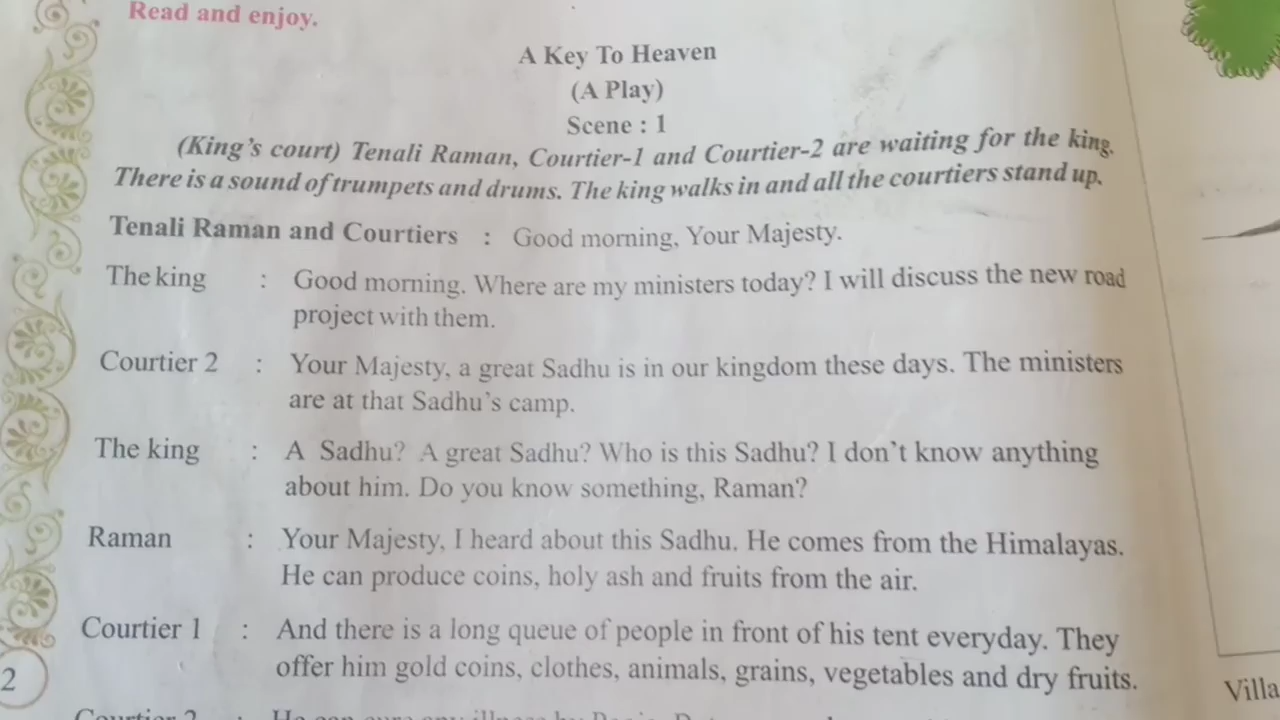 Read and enjoy.
A Key To Heaven
(A Play)
Scene : 1
(King's court) Tenali Raman, Courtier-1 and Courtier-2 are waiting for the king.
There is a sound of trumpets and drums. The king walks in and all the courtiers stand up.
Tenali Raman and Courtiers : Good morning, Your Majesty.
The king : Good morning. Where are my ministers today? I will discuss the new road
project with them.
Courtier 2 : Your Majesty, a great Sadhu is in our kingdom these days. The ministers
are at that Sadhu's camp.
The king : A Sadhu? A great Sadhu? Who is this Sadhu? I don't know anything
about him. Do you know something, Raman?
Raman : Your Majesty, I heard about this Sadhu. He comes from the Himalayas.
He can produce coins, holy ash and fruits from the air.
Courtier 1 : And there is a long queue of people in front of his tent everyday. They
offer him gold coins, clothes, animals, grains, vegetables and dry fruits.
2
Courtier 2 : He can cure any illness by
Villa